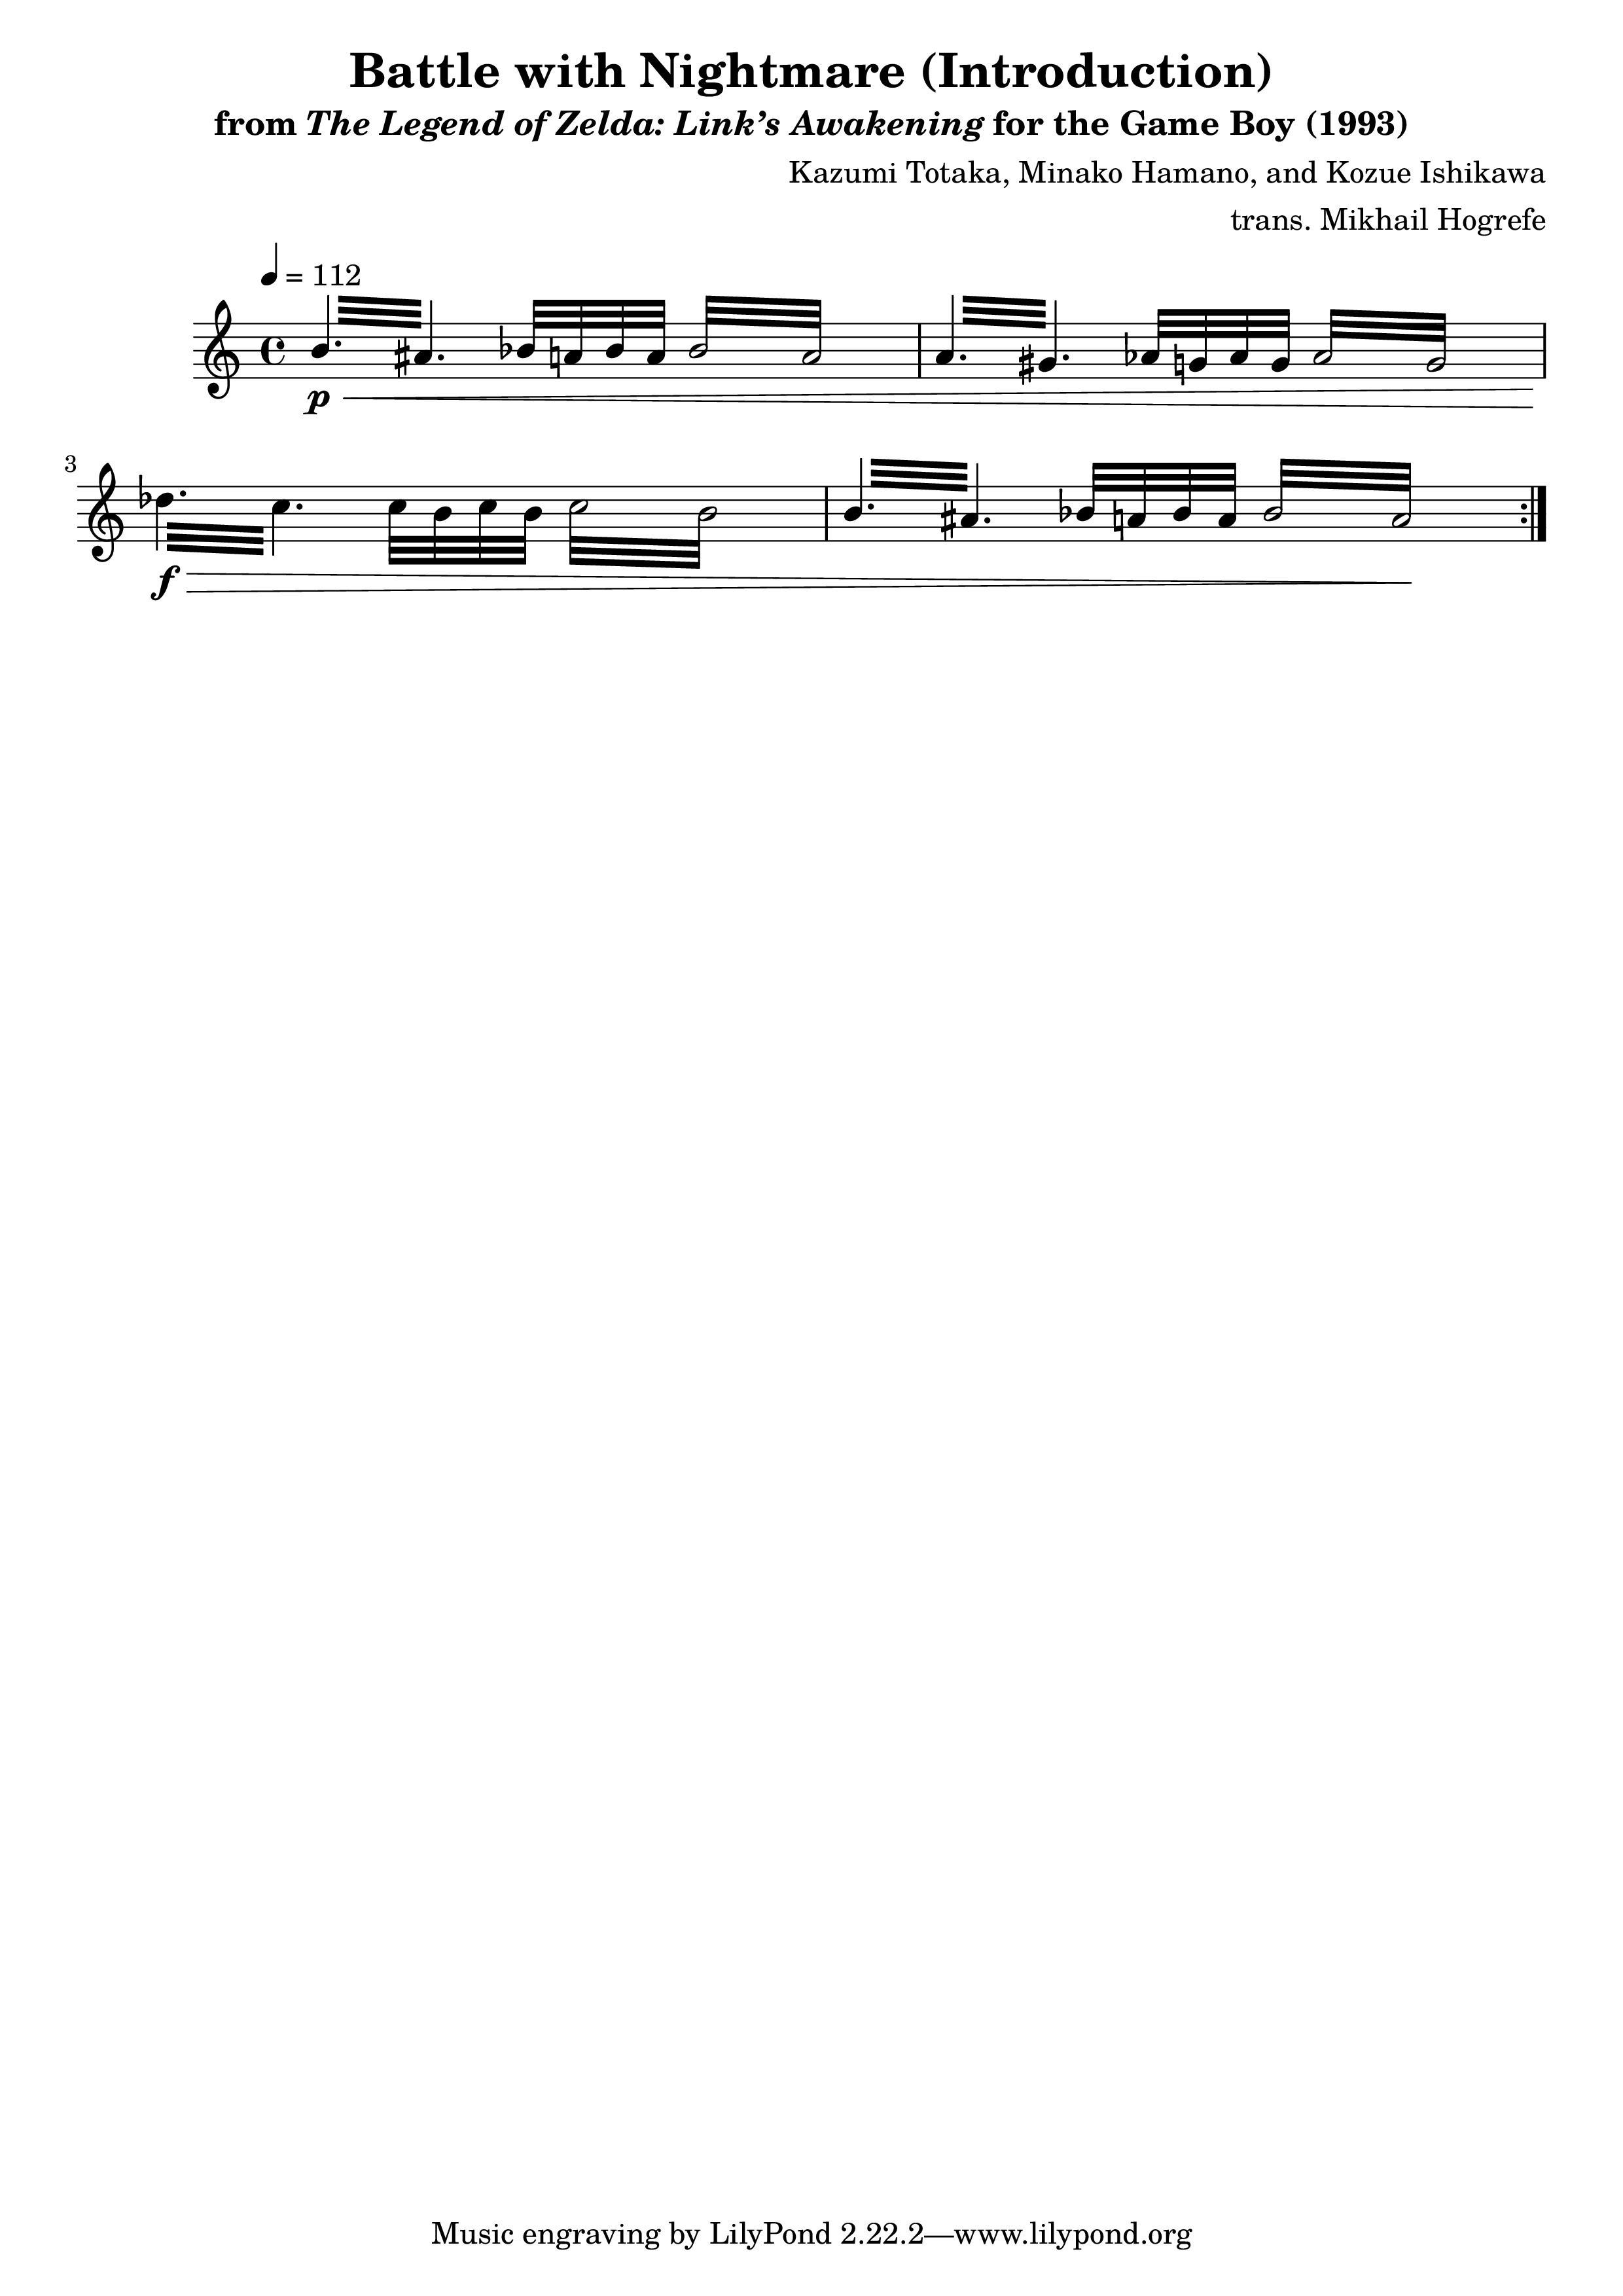 Battle with Nightmare (Introduction)
from The Legend of Zelda: Link’s Awakening for the Game Boy (1993)
Kazumi Totaka, Minako Hamano, and Kozue Ishikawa
trans. Mikhail Hogrefe
= 112
p
3
f
Music engraving by LilyPond 2.22.2—www.lilypond.org